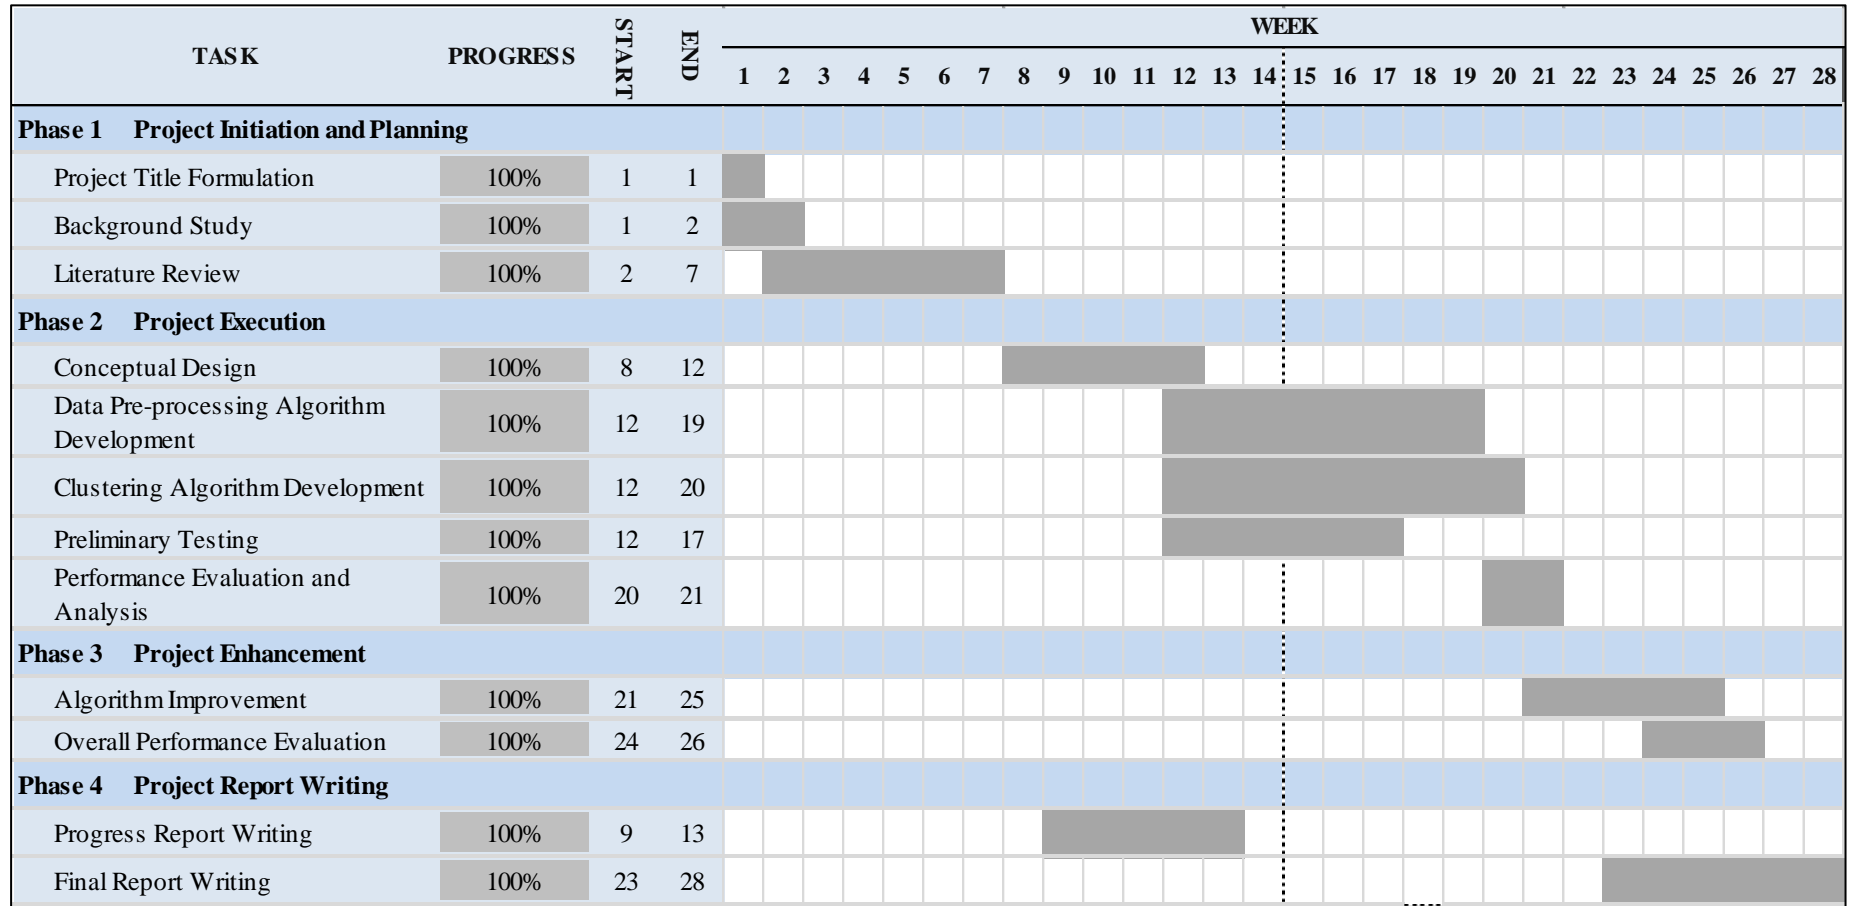 WEEK
TASK PROGRESS START END
1 2 3 4 5 6 7 8 9 10 11 12 13 14 15 16 17 18 19 20 21 22 23 24 25 26 27 28
Phase 1 Project Initiation and Planning
Project Title Formulation 100% 1 1
Background Study 100% 1 2
Literature Review 100% 2 7
Phase 2 Project Execution
Conceptual Design 100% 8 12
Data Pre-processing Algorithm
Development 100% 12 19
Clustering Algorithm Development 100% 12 20
Preliminary Testing 100% 12 17
Performance Evaluation and
Analysis 100% 20 21
Phase 3 Project Enhancement
Algorithm Improvement 100% 21 25
Overall Performance Evaluation 100% 24 26
Phase 4 Project Report Writing
Progress Report Writing 100% 9 13
Final Report Writing 100% 23 28